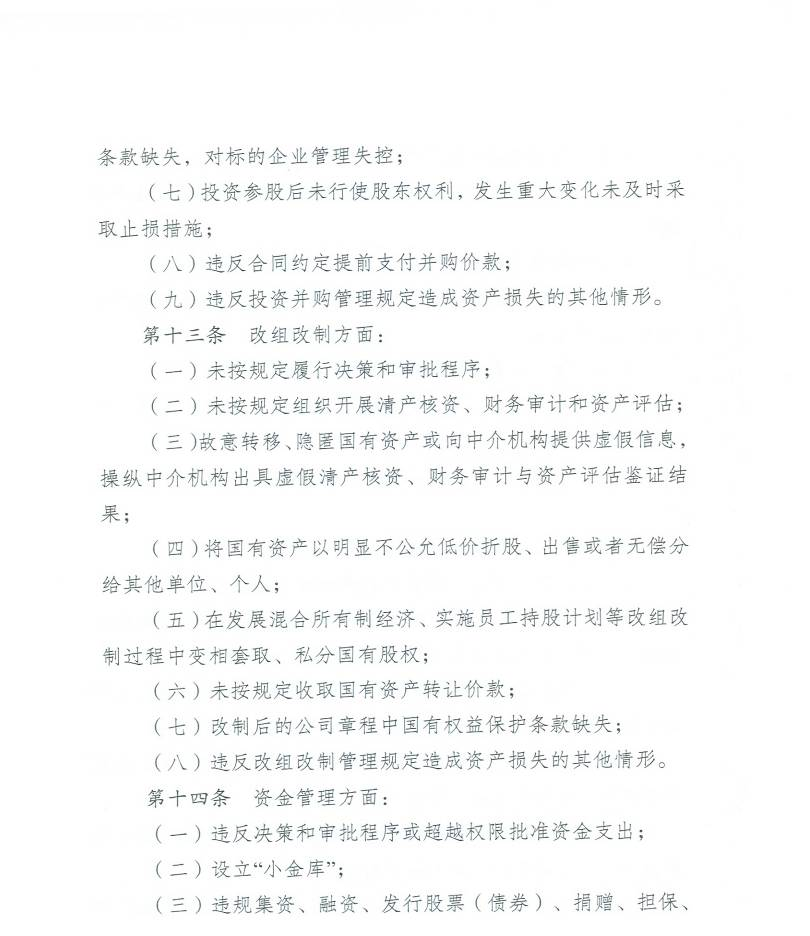 条款缺失，对标的企业管理失控；
（七）投资参股后未行使股东权利，发生重大变化未及时采
取止损措施；
（八）违反合同约定提前支付并购价款；
（九）违反投资并购管理规定造成资产损失的其他情形。
第十三条　改组改制方面：
（一）未按规定履行决策和审批程序；
（二）未按规定组织开展清产核资、财务审计和资产评估；
（三）故意转移、隐匿国有资产或向中介机构提供虚假信息，
操纵中介机构出具虚假清产核资、财务审计与资产评估鉴证结
果；
（四）将国有资产以明显不公允低价折股、出售或者无偿分
给其他单位、个人；
（五）在发展混合所有制经济、实施员工持股计划等改组改
制过程中变相套取、私分国有股权；
（六）未按规定收取国有资产转让价款；
（七）改制后的公司章程中国有权益保护条款缺失；
（八）违反改组改制管理规定造成资产损失的其他情形。
第十四条　资金管理方面：
（一）违反决策和审批程序或超越权限批准资金支出；
（二）设立“小金库”；
（三）违规集资、融资、发行股票（债券）、捐赠、担保、